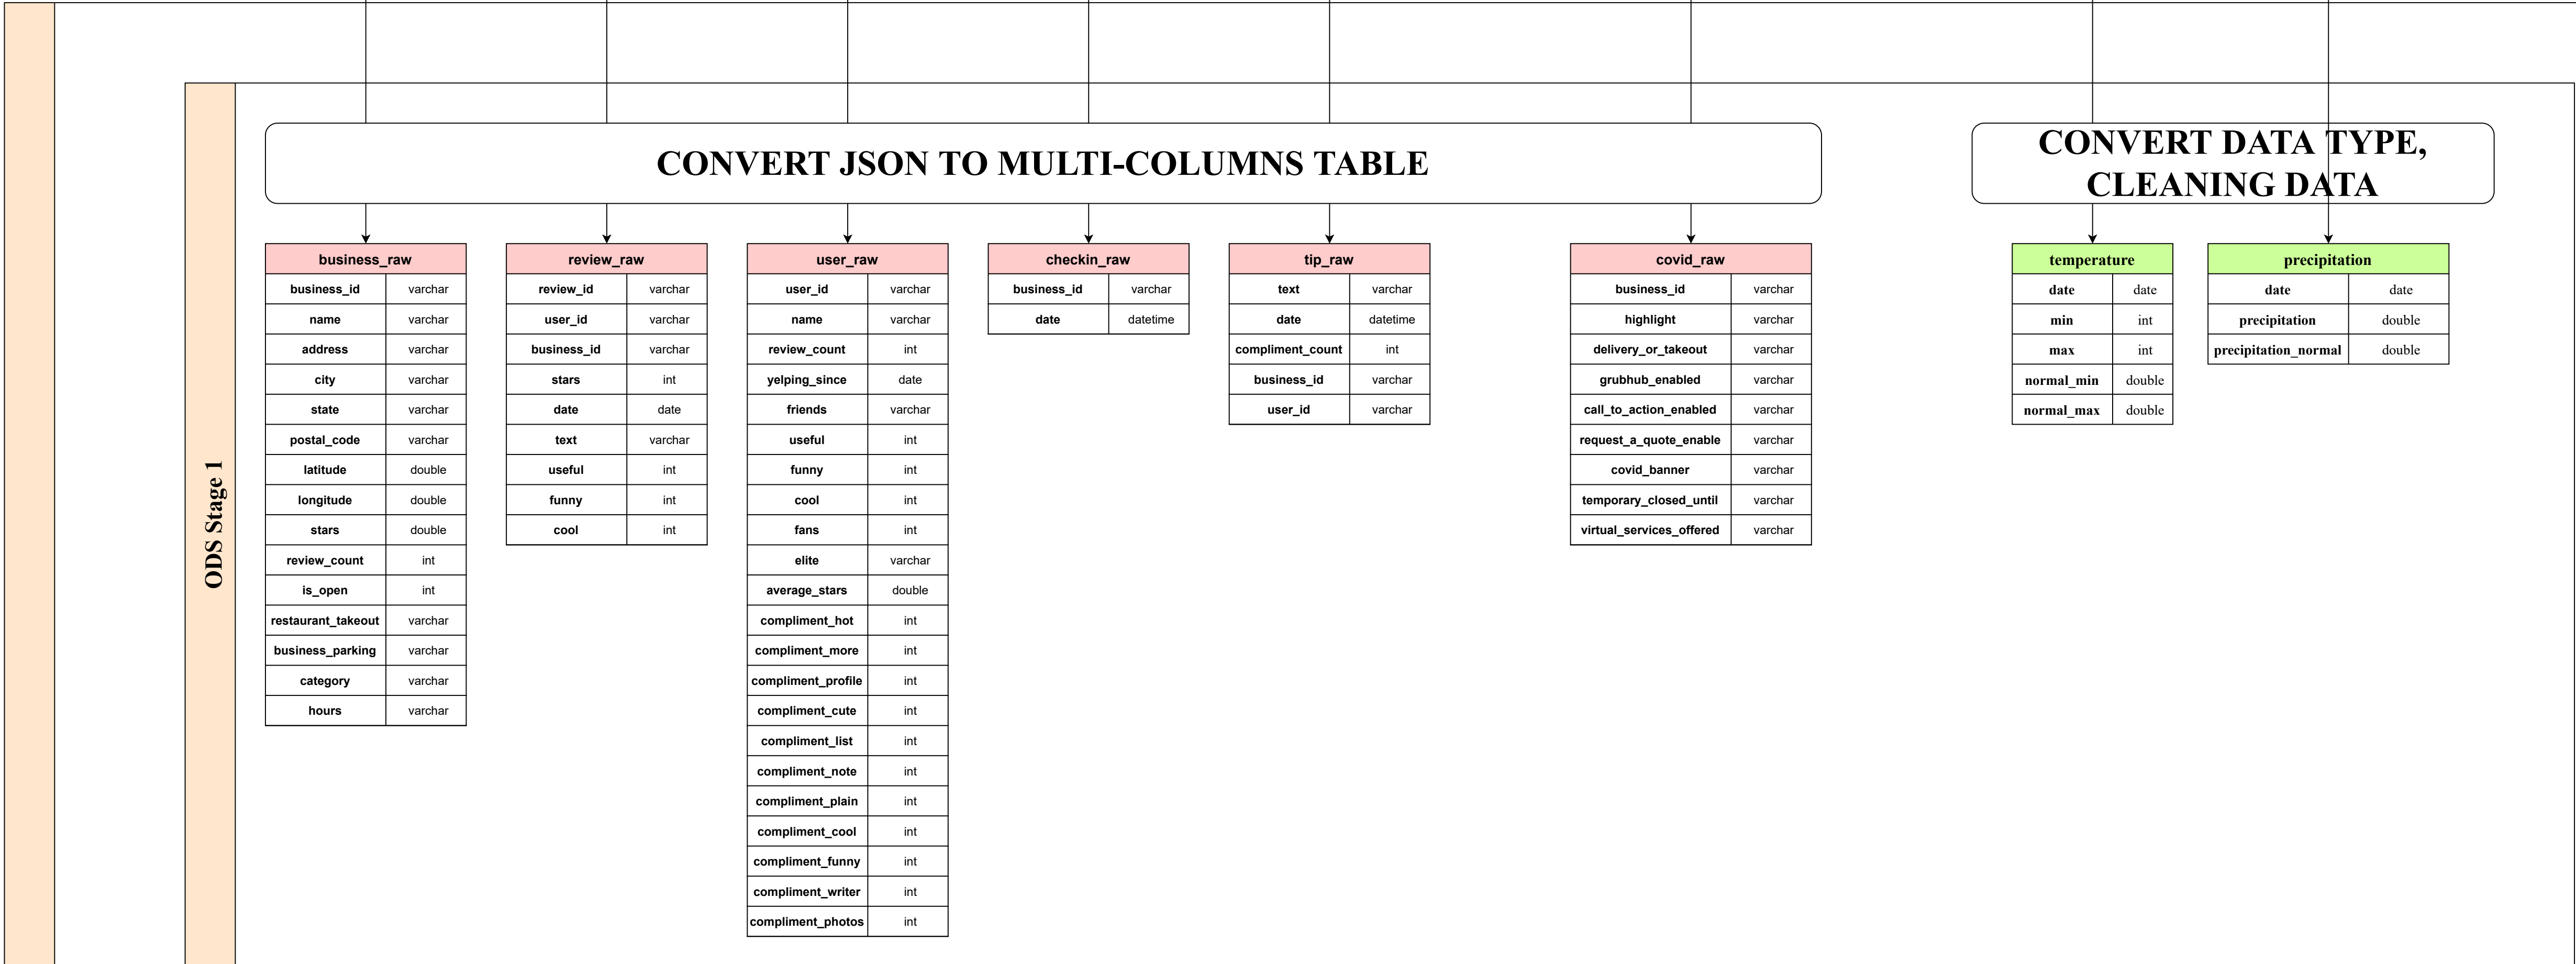 CONVERT JSON TO MULTI-COLUMNS TABLE
CONVERT DATA TYPE,
CLEANING DATA
ODS Stage 1
business_raw
business_id varchar
name varchar
address varchar
city varchar
state varchar
postal_code varchar
latitude double
longitude double
stars double
review_count int
is_open int
restaurant_takeout varchar
business_parking varchar
category varchar
hours varchar
review_raw
review_id varchar
user_id varchar
business_id varchar
stars int
date date
text varchar
useful int
funny int
cool int
user_raw
user_id varchar
name varchar
review_count int
yelping_since date
friends varchar
useful int
funny int
cool int
fans int
elite varchar
average_stars double
compliment_hot int
compliment_more int
compliment_profile int
compliment_cute int
compliment_list int
compliment_note int
compliment_plain int
compliment_cool int
compliment_funny int
compliment_writer int
compliment_photos int
checkin_raw
business_id varchar
date datetime
tip_raw
text varchar
date datetime
compliment_count int
business_id varchar
user_id varchar
covid_raw
business_id varchar
highlight varchar
delivery_or_takeout varchar
grubhub_enabled varchar
call_to_action_enabled varchar
request_a_quote_enable varchar
covid_banner varchar
temporary_closed_until varchar
virtual_services_offered varchar
temperature
date date
min int
max int
normal_min double
normal_max double
precipitation
date date
precipitation double
precipitation_normal double